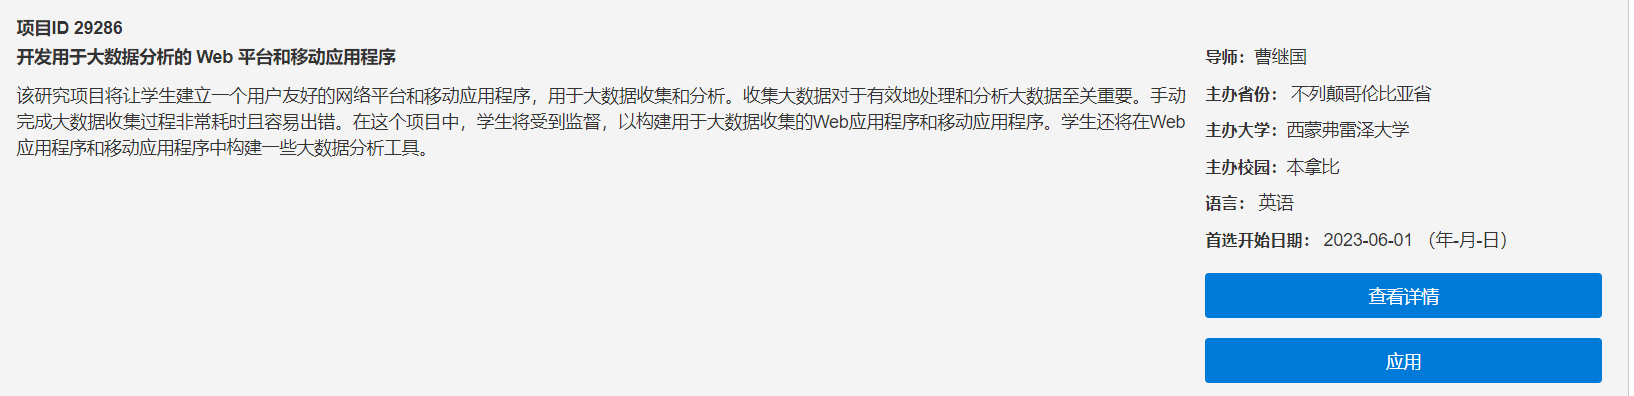 项目ID 29286
开发用于大数据分析的 Web 平台和移动应用程序
该研究项目将让学生建立一个用户友好的网络平台和移动应用程序，用于大数据收集和分析。收集大数据对于有效地处理和分析大数据至关重要。手动
完成大数据收集过程非常耗时且容易出错。在这个项目中，学生将受到监督，以构建用于大数据收集的Web应用程序和移动应用程序。学生还将在Web
应用程序和移动应用程序中构建一些大数据分析工具。
导师：曹继国
主办省份： 不列颠哥伦比亚省
主办大学：西蒙弗雷泽大学
主办校园：本拿比
语言： 英语
首选开始日期： 2023-06-01 （年-月-日）
查看详情
应用